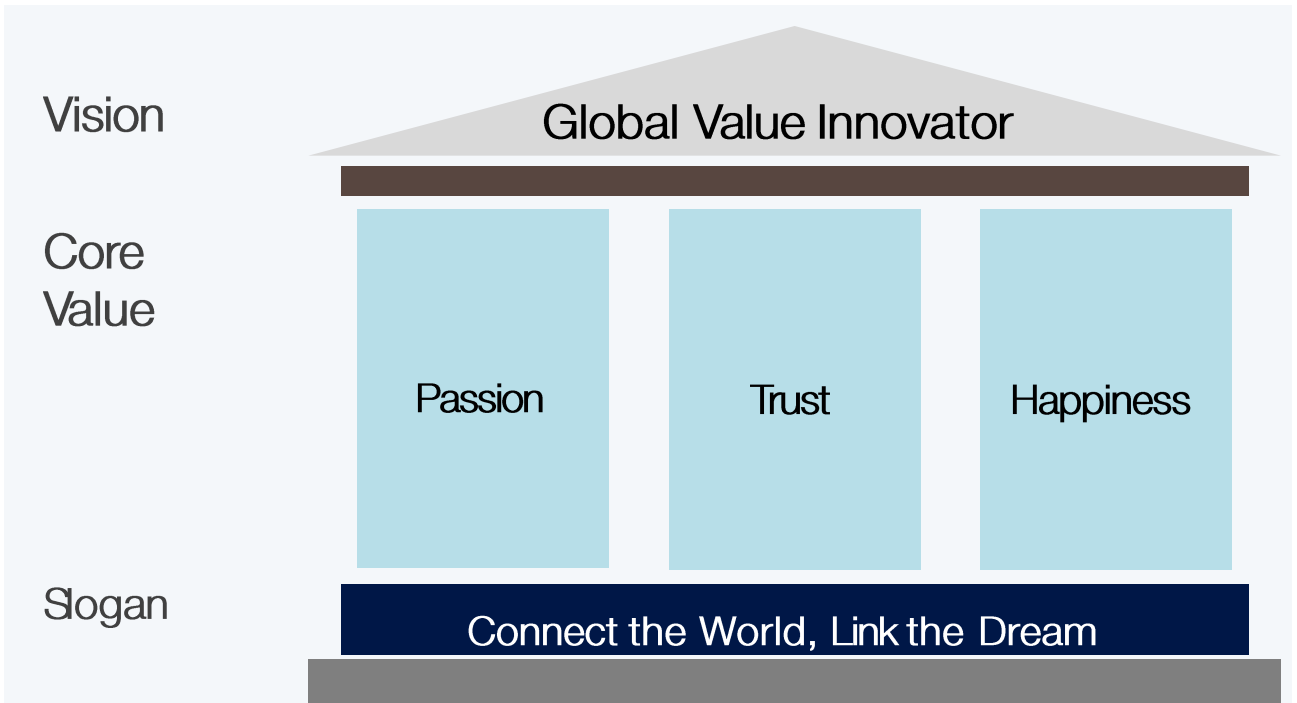 Vision
Global Value Innovator
Core
Value
Passion
Trust
Happiness
Slogan
Connect the World, Link the Dream